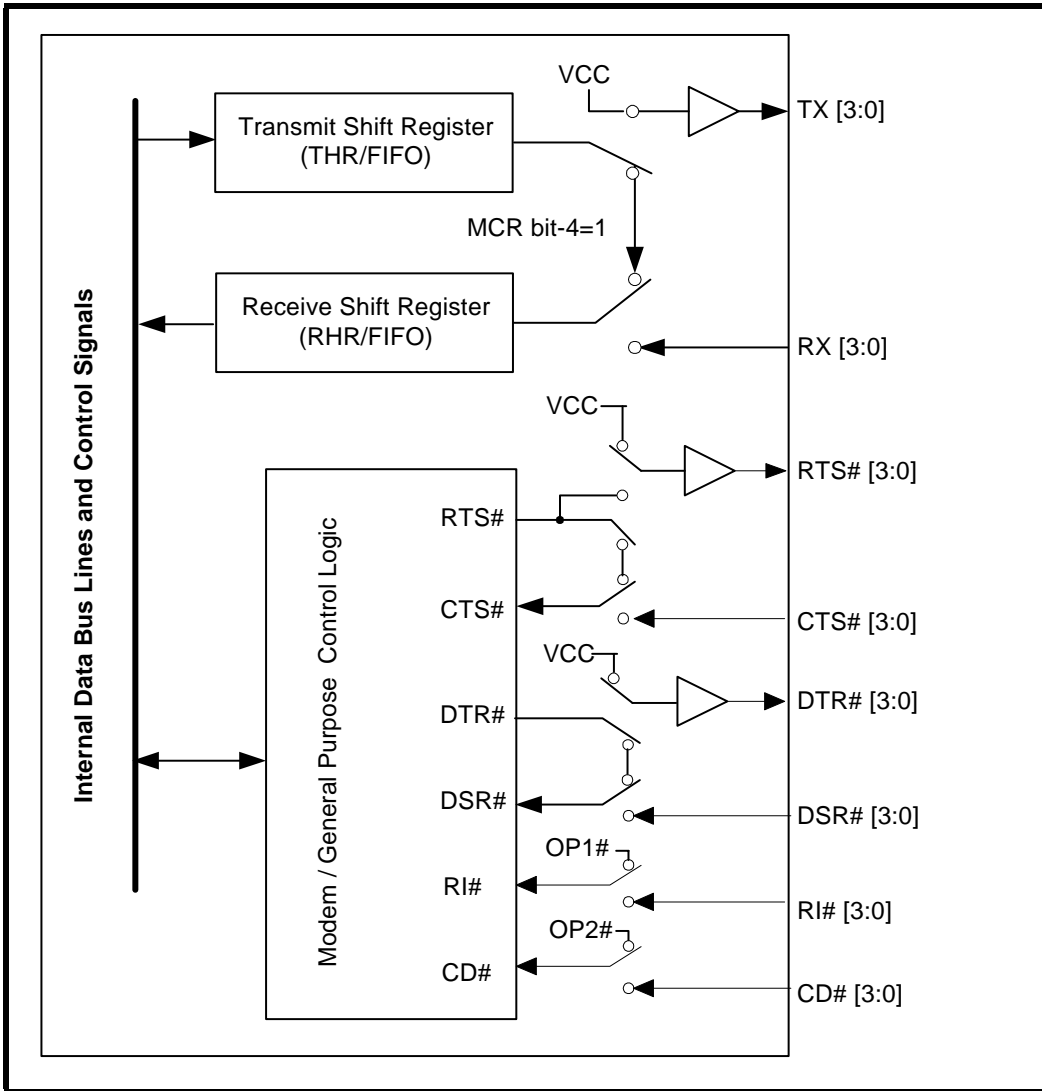 VCC
TX [3:0]
Transmit Shift Register
(THR/FIFO)
MCR bit-4=1
Receive Shift Register
(RHR/FIFO)
RX [3:0]
Internal Data Bus Lines and Control Signals
VCC
RTS# [3:0]
Modem / General Purpose Control Logic
RTS#
CTS#
CTS# [3:0]
VCC
DTR#
DTR# [3:0]
DSR#
DSR# [3:0]
OP1#
RI#
RI# [3:0]
OP2#
CD#
CD# [3:0]